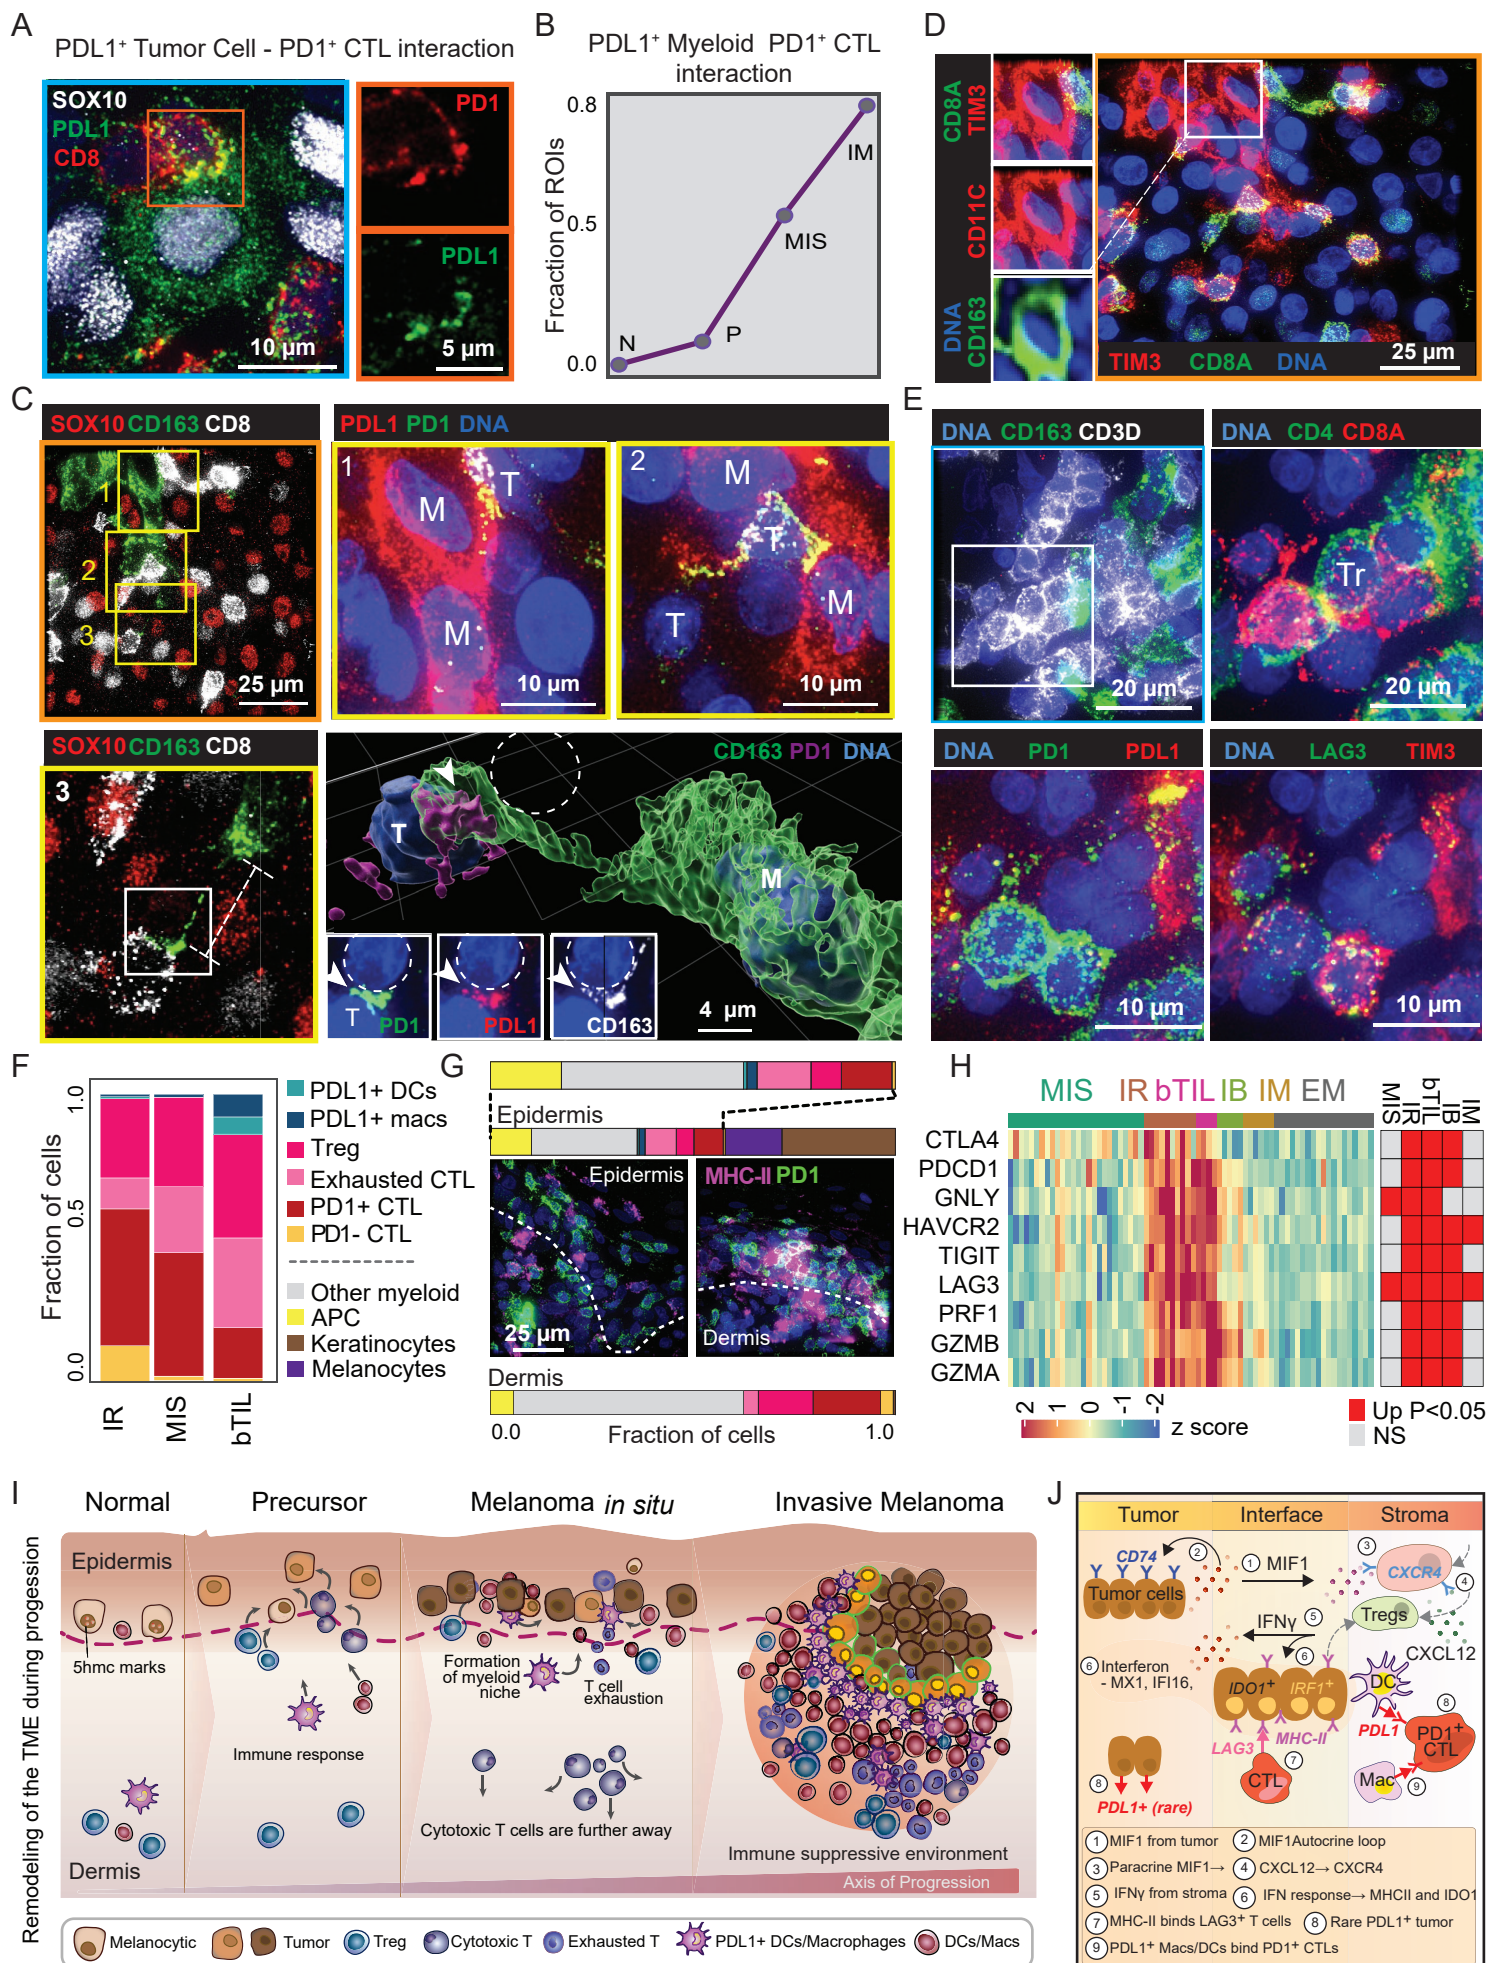 A
PDL1⁺ Tumor Cell - PD1⁺ CTL interaction
SOX10
PDL1
CD8
10 µm
PD1
PDL1
5 µm
B
PDL1⁺ Myeloid PD1⁺ CTL
interaction
Fraction of ROIs
0.8
0.5
0.0
N
P
MIS
IM
D
CD8A
TIM3
CD11C
DNA
CD163
TIM3 CD8A DNA
25 µm
C
SOX10 CD163 CD8
1
2
3
25 µm
PDL1 PD1 DNA
1
M
T
M
10 µm
2
M
T
T
M
10 µm
SOX10 CD163 CD8
3
CD163 PD1 DNA
T
M
T
PD1
PDL1
CD163
4 µm
E
DNA CD163 CD3D
20 µm
DNA CD4 CD8A
Tr
20 µm
DNA PD1 PDL1
10 µm
DNA LAG3 TIM3
10 µm
F
Fraction of cells
1.0
0.5
0.0
IR
MIS
bTIL
PDL1+ DCs
PDL1+ macs
Treg
Exhausted CTL
PD1+ CTL
PD1- CTL
Other myeloid
APC
Keratinocytes
Melanocytes
G
Epidermis
Epidermis
25 µm
MHC-II PD1
Dermis
Dermis
0.0
Fraction of cells
1.0
H
MIS IR bTIL IB IM EM
MIS
IR
bTIL
IB
IM
CTLA4
PDCD1
GNLY
HAVCR2
TIGIT
LAG3
PRF1
GZMB
GZMA
2 1 0 -1 -2
z score
Up P<0.05
NS
I
Remodeling of the TME during progession
Normal
Precursor
Melanoma in situ
Invasive Melanoma
Epidermis
5hmc marks
Immune response
Formation
of myeloid
niche
T cell
exhaustion
Cytotoxic T cells are further away
Immune suppressive environment
Dermis
Axis of Progression
Melanocytic
Tumor
Treg
Cytotoxic T
Exhausted T
PDL1+ DCs/Macrophages
DCs/Macs
J
Tumor
Interface
Stroma
CD74
2
1 MIF1
3
CXCR4
4
Tumor cells
Tregs
IFNγ 5
CXCL12
6 Interferon
- MX1, IFI16,
6
IDO1⁺
IRF1⁺
DC
8
PDL1
PD1⁺
CTL
LAG3
MHC-II
7
CTL
Mac
9
8
PDL1+ (rare)
1 MIF1 from tumor
2 MIF1Autocrine loop
3 Paracrine MIF1→
4 CXCL12→ CXCR4
5 IFNγ from stroma
6 IFN response→ MHCII and IDO1
7 MHC-II binds LAG3⁺ T cells
8 Rare PDL1⁺ tumor
9 PDL1⁺ Macs/DCs bind PD1⁺ CTLs